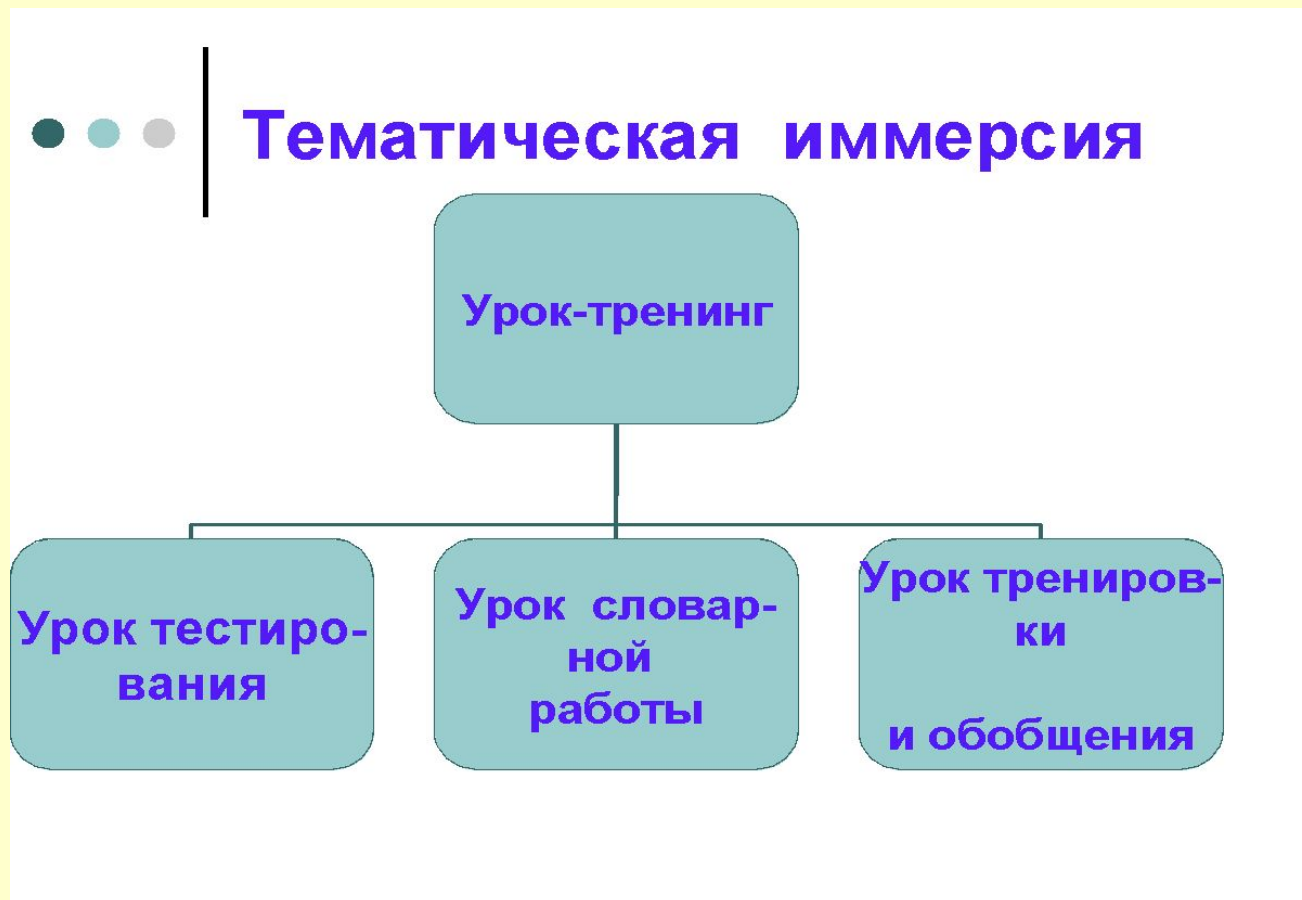 Тематическая иммерсия
Урок-тренинг
Урок тестиро-
вания
Урок словар-
ной
работы
Урок трениров-
ки
и обобщения